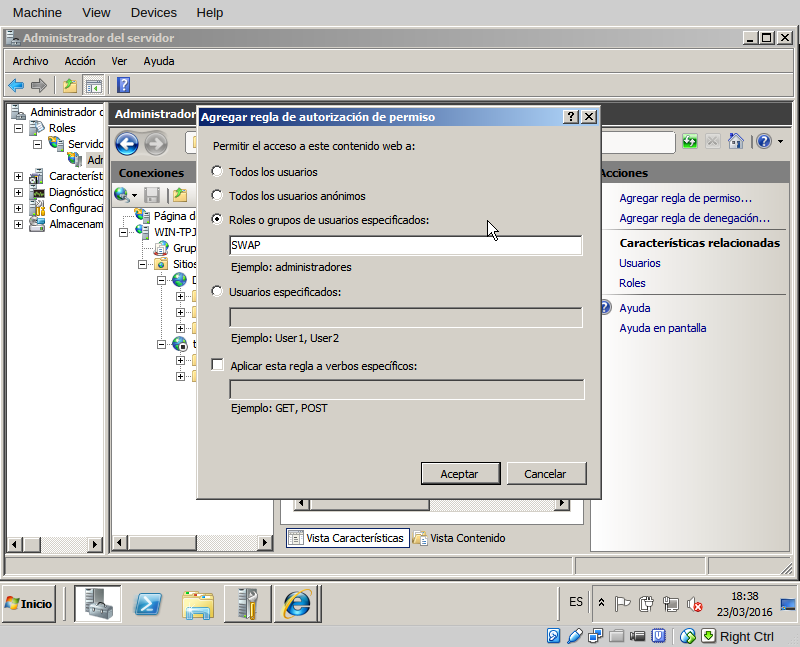 Machine View Devices Help
Administrador del servidor
Archivo Acción Ver Ayuda
Administrador d
Roles
Servido
Adr
Característ
Diagnóstico
Configuraci
Almacenam
Administrador
Conexiones
Página d
WIN-TPJ
Grup
Sitios
Agregar regla de autorización de permiso
Permitir el acceso a este contenido web a:
Todos los usuarios
Todos los usuarios anónimos
Roles o grupos de usuarios especificados:
SWAP
Ejemplo: administradores
Usuarios especificados:
Ejemplo: User1, User2
Aplicar esta regla a verbos específicos:
Ejemplo: GET, POST
Aceptar Cancelar
Acciones
Agregar regla de permiso...
Agregar regla de denegación...
Características relacionadas
Usuarios
Roles
Ayuda
Ayuda en pantalla
Vista Características Vista Contenido
Inicio
ES
18:38
23/03/2016
Right Ctrl